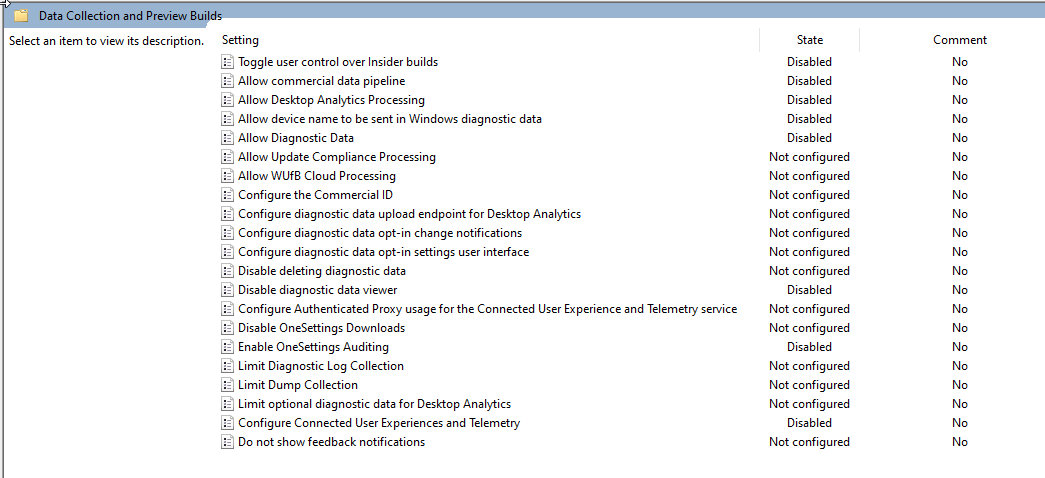 Data Collection and Preview Builds
Select an item to view its description.
Setting State Comment
Toggle user control over Insider builds Disabled No
Allow commercial data pipeline Disabled No
Allow Desktop Analytics Processing Disabled No
Allow device name to be sent in Windows diagnostic data Disabled No
Allow Diagnostic Data Disabled No
Allow Update Compliance Processing Not configured No
Allow WUfB Cloud Processing Not configured No
Configure the Commercial ID Not configured No
Configure diagnostic data upload endpoint for Desktop Analytics Not configured No
Configure diagnostic data opt-in change notifications Not configured No
Configure diagnostic data opt-in settings user interface Not configured No
Disable deleting diagnostic data Not configured No
Disable diagnostic data viewer Disabled No
Configure Authenticated Proxy usage for the Connected User Experience and Telemetry service Not configured No
Disable OneSettings Downloads Not configured No
Enable OneSettings Auditing Disabled No
Limit Diagnostic Log Collection Not configured No
Limit Dump Collection Not configured No
Limit optional diagnostic data for Desktop Analytics Not configured No
Configure Connected User Experiences and Telemetry Disabled No
Do not show feedback notifications Not configured No